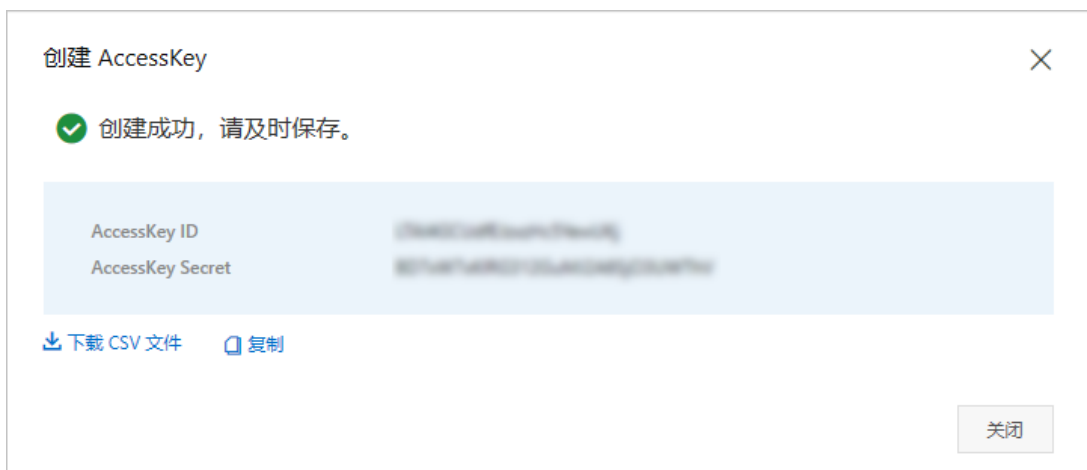 创建 AccessKey
创建成功，请及时保存。
AccessKey ID
AccessKey Secret
下载 CSV 文件 复制
关闭